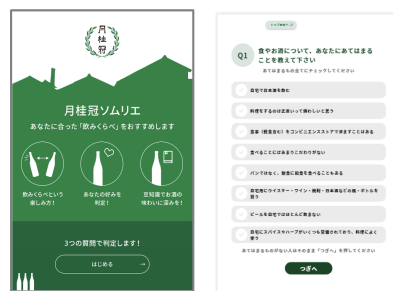 月桂冠
月桂冠ソムリエ
あなたに合った「飲みくらべ」をおすすめします
飲みくらべという
楽しみ方！
あなたの好みを
判定！
豆知識でお酒の
味わいに深みを！
3つの質問で判定します！
はじめる
Q1
食やお酒について、あなたにあてはまる
ことを教えて下さい
あてはまるもの全てにチェックしてください
自宅で日本酒を飲む
料理をするのは正直いって煩わしいと思う
食事（軽食含む）をコンビニエンスストアで済ますことはある
食べることにはあまりこだわりがない
パンではなく、朝食に和食を食べることもある
自宅用にウイスキー・ワイン・焼酎・日本酒などの瓶・ボトルを
買う
ビールを自宅ではほとんど飲まない
自宅にスパイスやハーブがいくつも常備されており、料理によく
使う
あてはまるものがない人はそのまま「つぎへ」を押してください
つぎへ